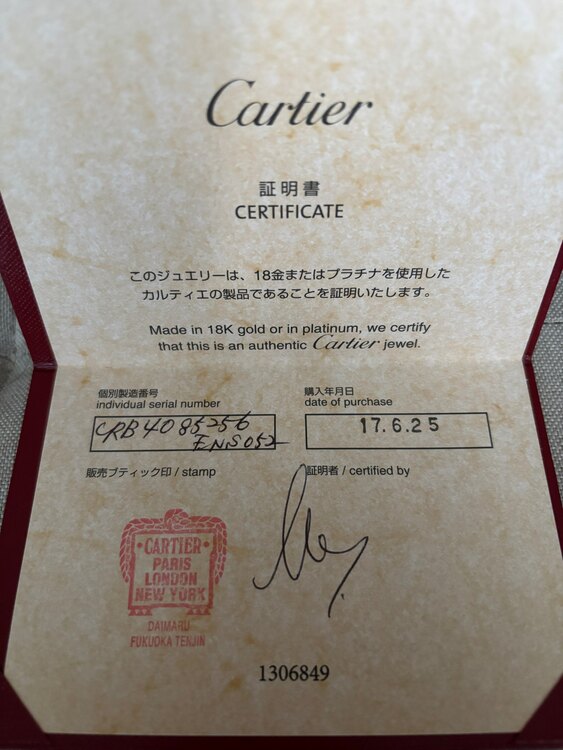 Cartier
証明書
CERTIFICATE
このジュエリーは、18金またはプラチナを使用した
カルティエの製品であることを証明いたします。
Made in 18K gold or in platinum, we certify
that this is an authentic Cartier jewel.
個別製造番号
individual serial number
CRB4085256
ENS052
購入年月日
date of purchase
17.6.25
販売ブティック印 / stamp
証明者 / certified by
CARTIER
PARIS
LONDON
NEW YORK
DAIMARU
FUKUOKA TENJIN
1306849